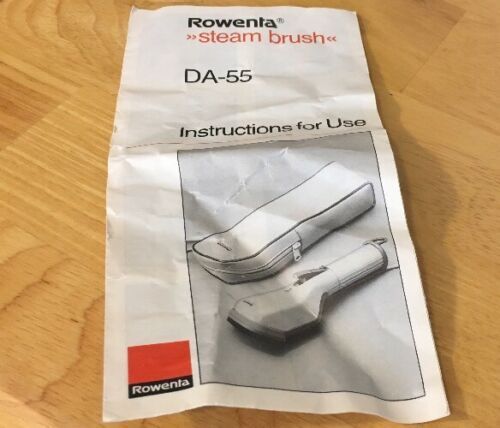 Rowenta®
»steam brush«
DA-55
Instructions for Use
Rowenta